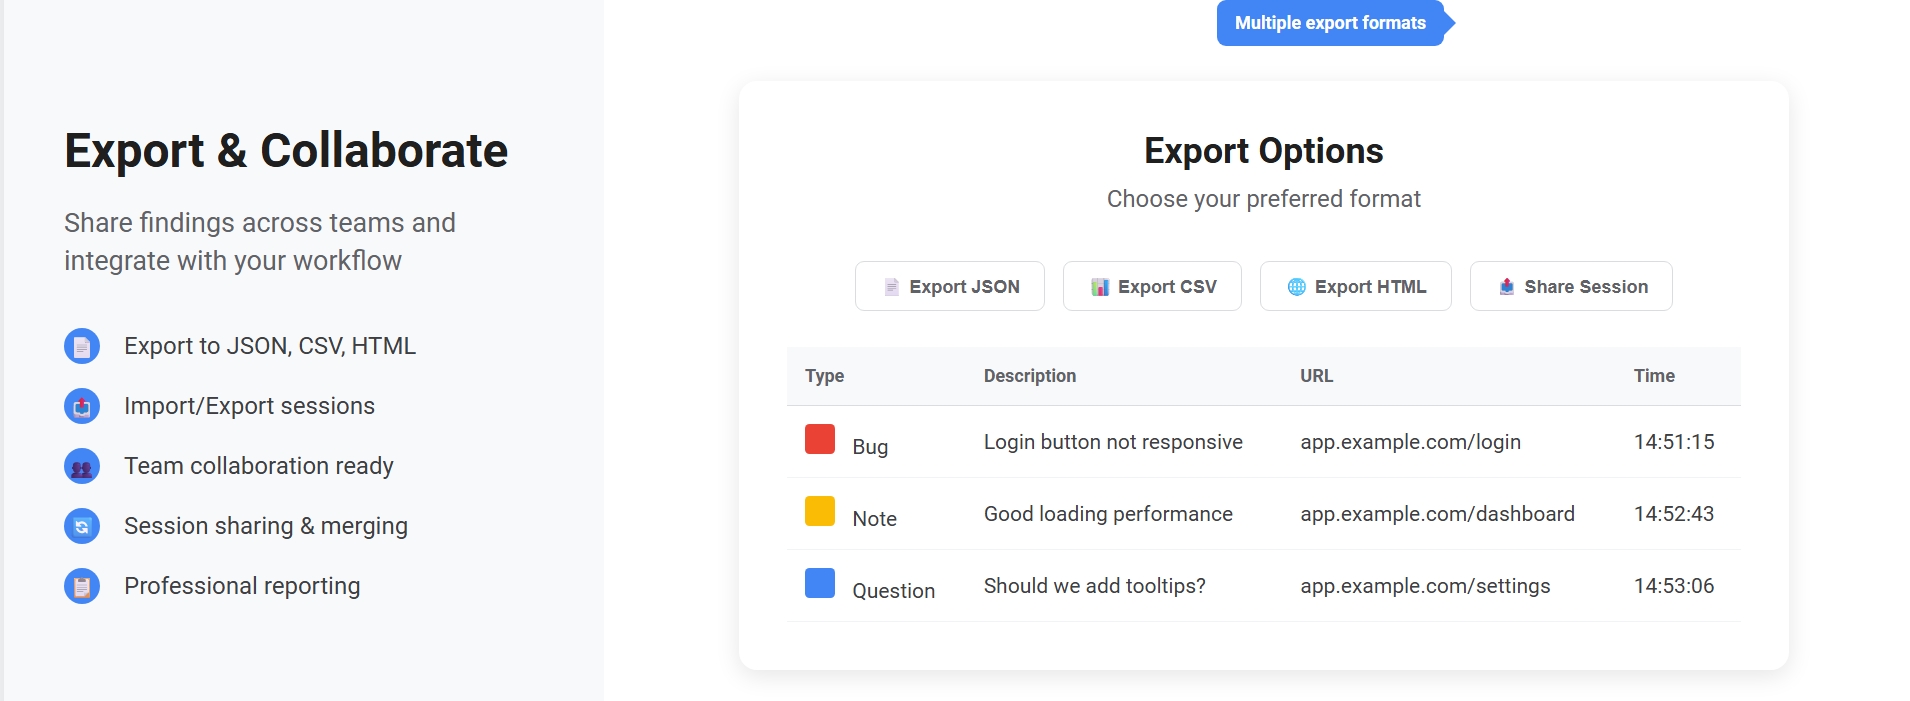 Multiple export formats
Export & Collaborate
Share findings across teams and
integrate with your workflow
Export to JSON, CSV, HTML
Import/Export sessions
Team collaboration ready
Session sharing & merging
Professional reporting
Export Options
Choose your preferred format
Export JSON Export CSV Export HTML Share Session
Type Description URL Time
Bug Login button not responsive app.example.com/login 14:51:15
Note Good loading performance app.example.com/dashboard 14:52:43
Question Should we add tooltips? app.example.com/settings 14:53:06